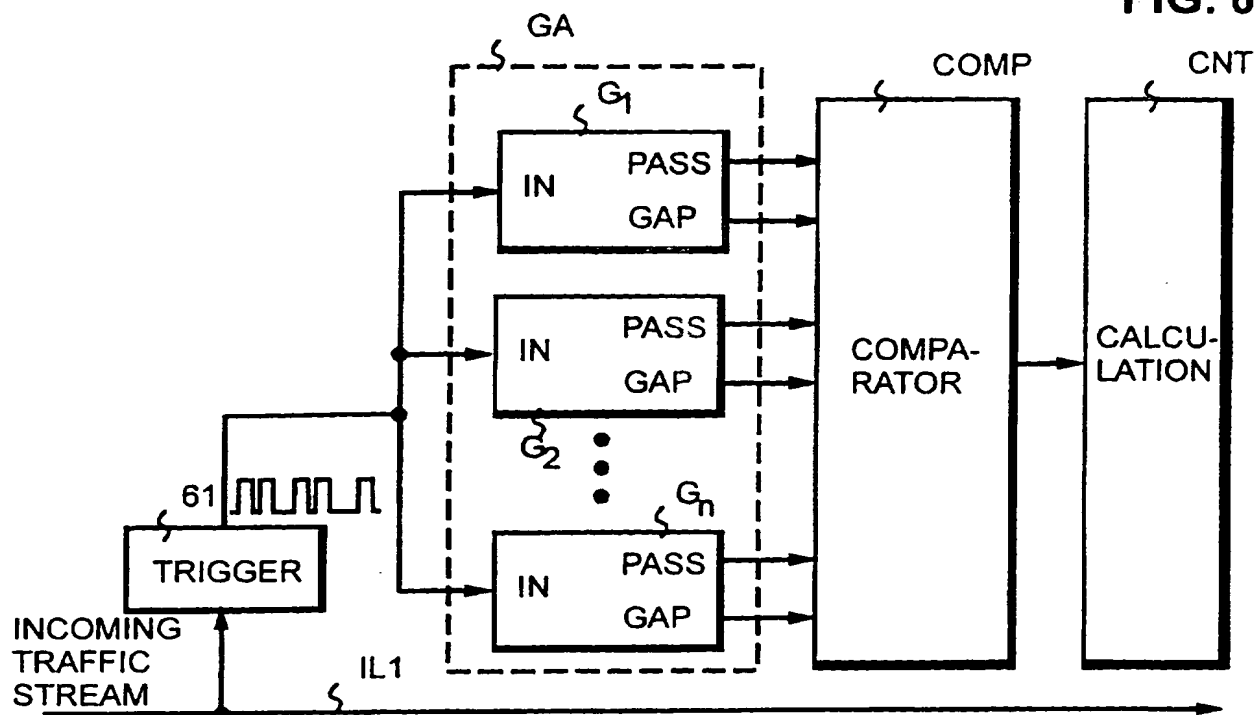 FIG.
GA
COMP
CNT
G1
IN
PASS
GAP
IN
PASS
GAP
G2
COMPA-
RATOR
CALCU-
LATION
61
Gn
TRIGGER
IN
PASS
GAP
INCOMING
TRAFFIC
STREAM
IL1